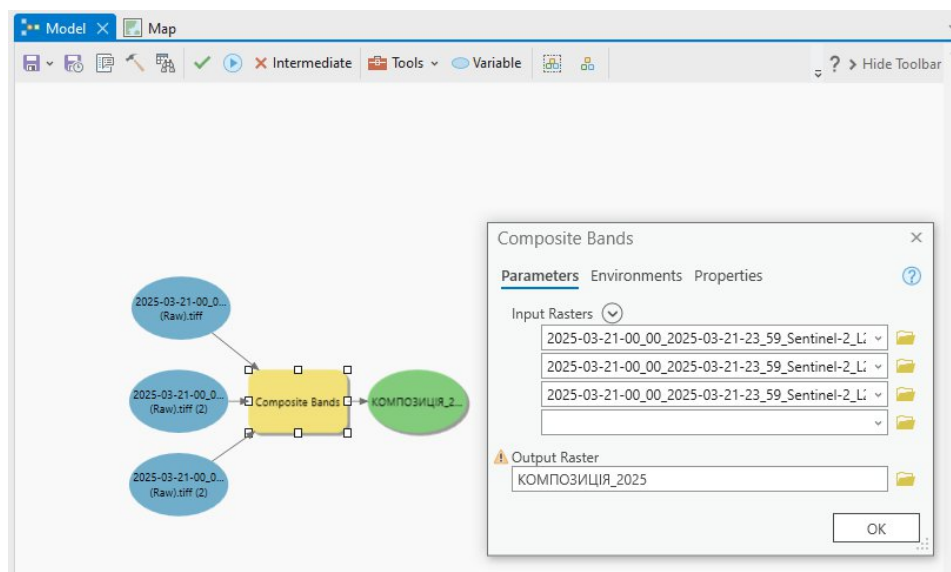 Model
Map
Intermediate
Tools
Variable
? > Hide Toolbar
2025-03-21-00_0...
(Raw).tiff
2025-03-21-00_0...
(Raw).tiff (2)
2025-03-21-00_0...
(Raw).tiff (2)
Composite Bands
КОМПОЗИЦІЯ_2...
Composite Bands
Parameters Environments Properties
Input Rasters
2025-03-21-00_00_2025-03-21-23_59_Sentinel-2_L
2025-03-21-00_00_2025-03-21-23_59_Sentinel-2_L
2025-03-21-00_00_2025-03-21-23_59_Sentinel-2_L
Output Raster
КОМПОЗИЦІЯ_2025
OK